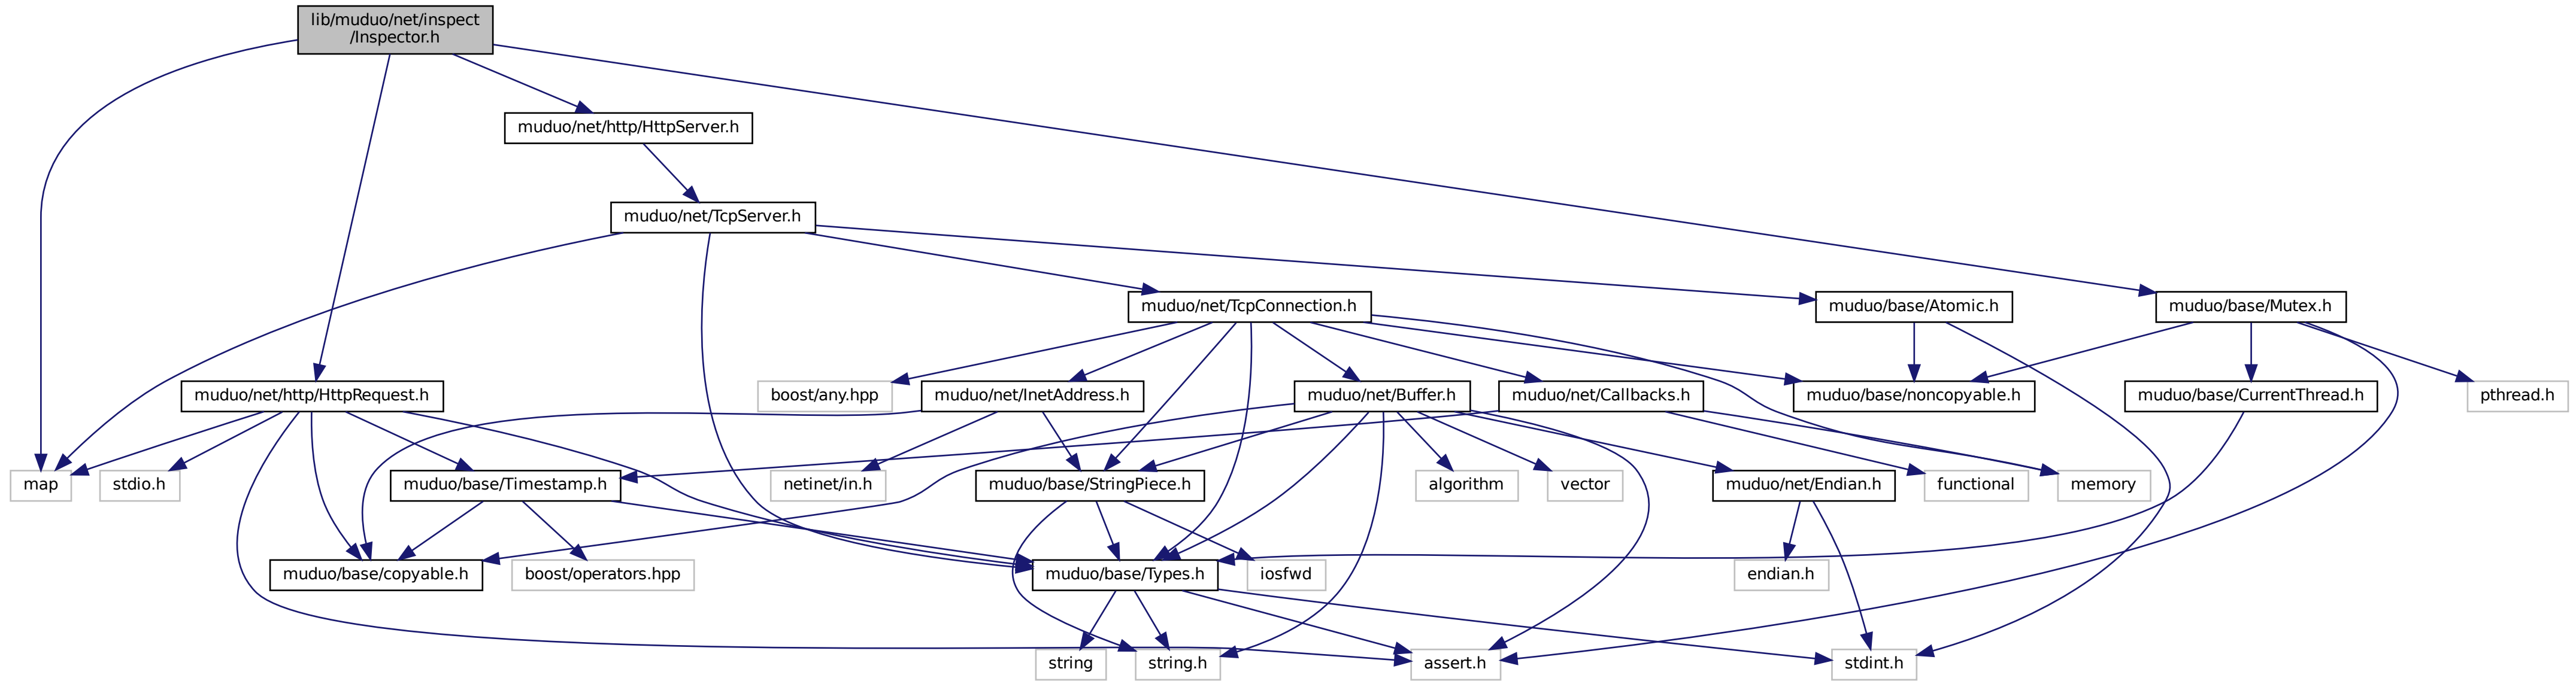 lib/muduo/net/inspect
/Inspector.h
muduo/net/http/HttpServer.h
muduo/net/TcpServer.h
muduo/net/TcpConnection.h
muduo/base/Atomic.h
muduo/base/Mutex.h
muduo/net/http/HttpRequest.h
boost/any.hpp
muduo/net/InetAddress.h
muduo/net/Buffer.h
muduo/net/Callbacks.h
muduo/base/noncopyable.h
muduo/base/CurrentThread.h
pthread.h
map
stdio.h
muduo/base/Timestamp.h
netinet/in.h
muduo/base/StringPiece.h
algorithm
vector
muduo/net/Endian.h
functional
memory
muduo/base/copyable.h
boost/operators.hpp
muduo/base/Types.h
iosfwd
endian.h
string
string.h
assert.h
stdint.h